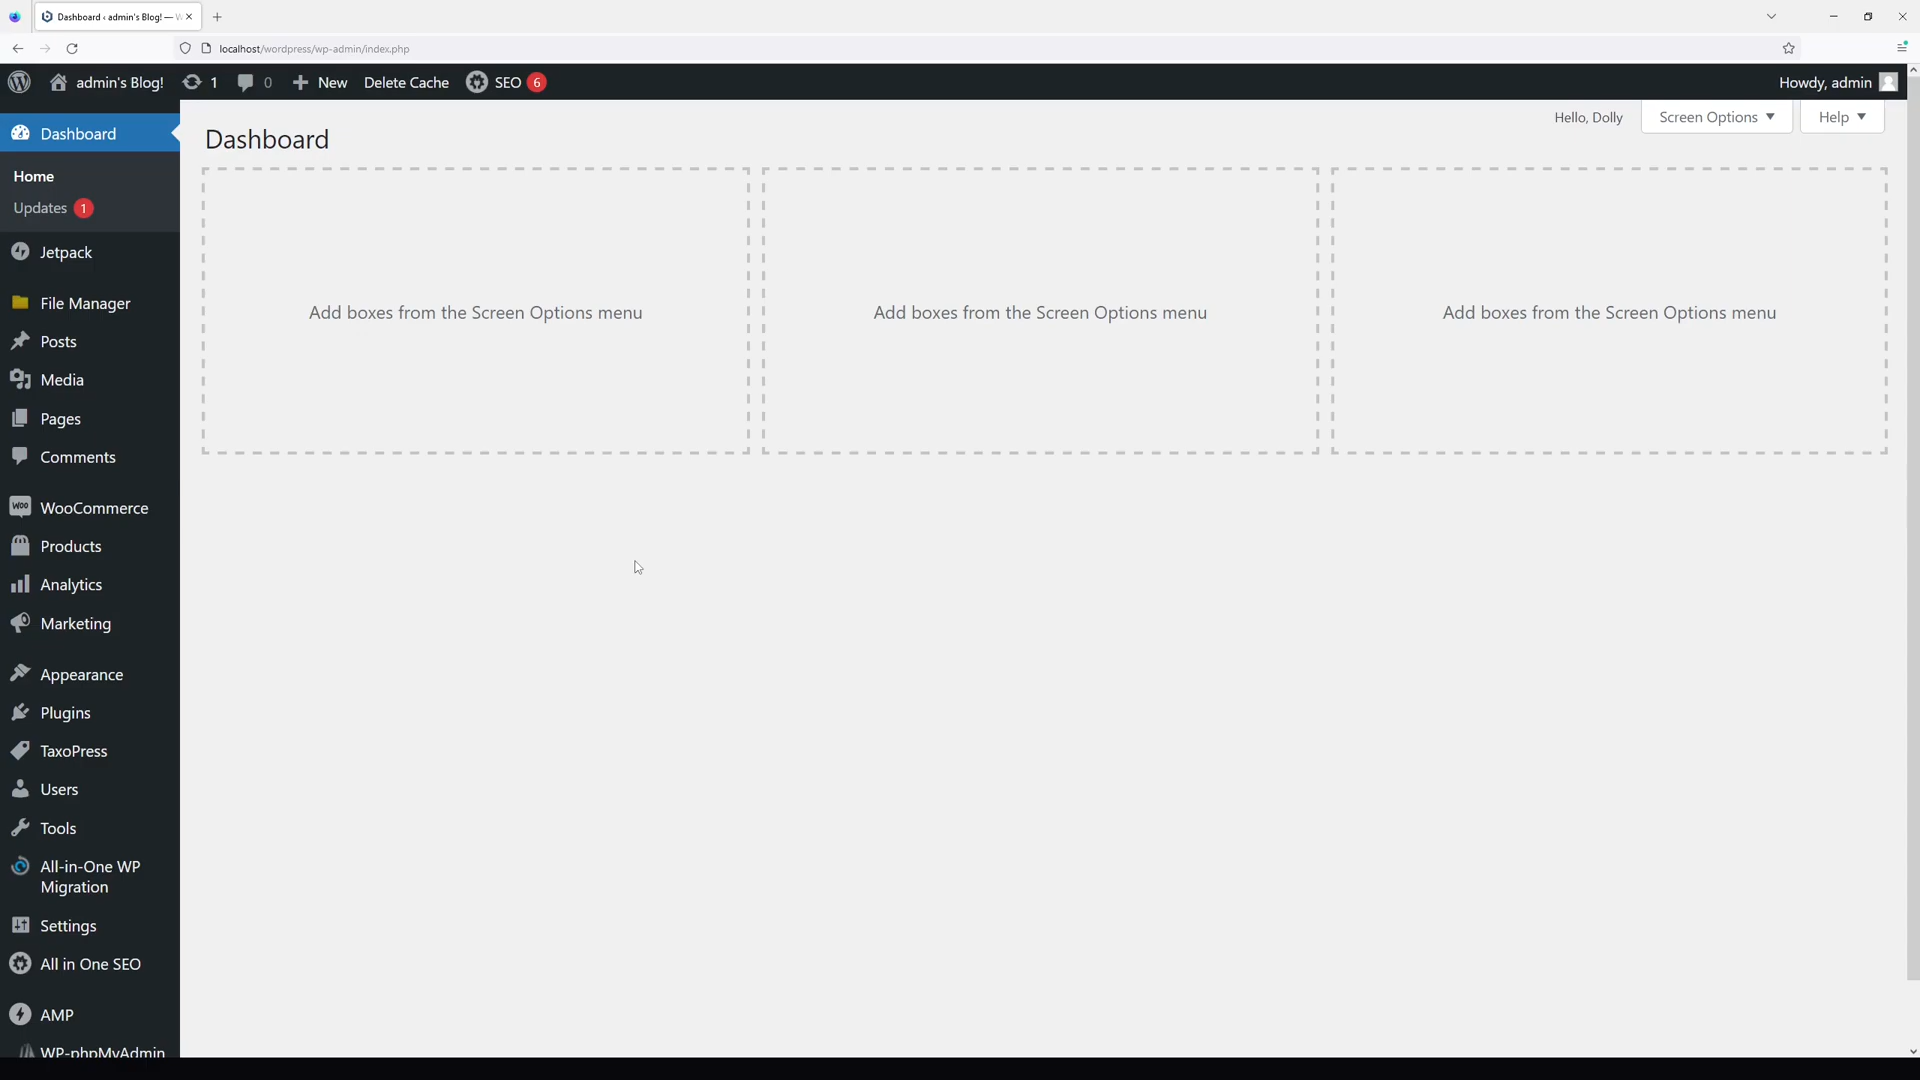 Dashboard ‹ admin's Blog! — W
localhost/wordpress/wp-admin/index.php
admin's Blog!
1
0
New
Delete Cache
SEO
6
Howdy, admin
Hello, Dolly
Screen Options
Help
Dashboard
Dashboard
Home
Updates 1
Jetpack
File Manager
Posts
Media
Pages
Comments
WOO
WooCommerce
Products
Analytics
Marketing
Appearance
Plugins
TaxoPress
Users
Tools
All-in-One WP
Migration
Settings
All in One SEO
AMP
WP-phpMyAdmin
Add boxes from the Screen Options menu
Add boxes from the Screen Options menu
Add boxes from the Screen Options menu